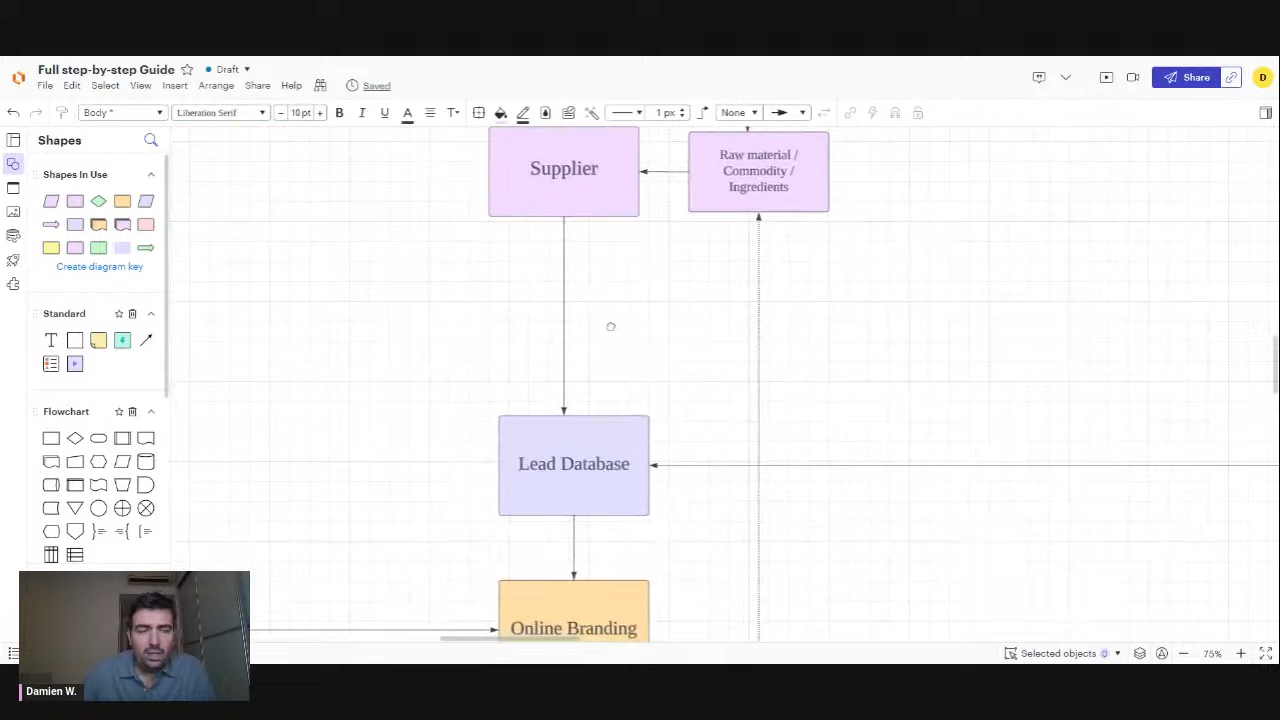 Full step-by-step Guide
Draft
File Edit Select View Insert Arrange Share Help Saved
Share
D
Body *
Liberation Serif
10 pt
B I U A T
1 px
None
Shapes
Shapes In Use
Create diagram key
Standard
T
Flowchart
Supplier
Raw material /
Commodity /
Ingredients
Lead Database
Online Branding
Damien W.
Selected objects 0
75%